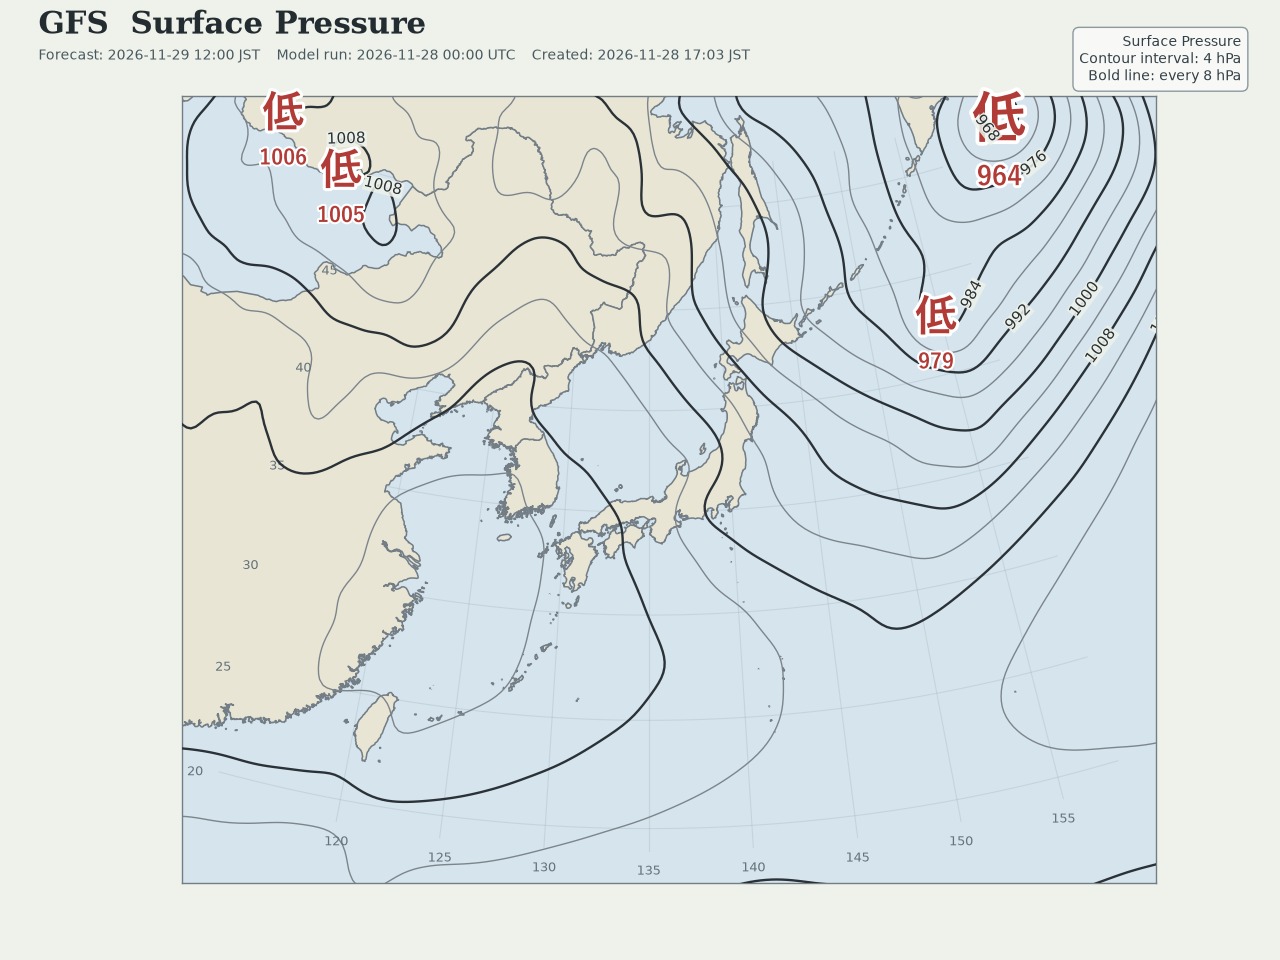 GFS  Surface Pressure
Forecast: 2026-11-29 12:00 JST    Model run: 2026-11-28 00:00 UTC    Created: 2026-11-28 17:03 JST
Surface Pressure
Contour interval: 4 hPa
Bold line: every 8 hPa
低
1006
1008
低
1005
1008
低
968
964
976
低
979
984
992
1000
1008
45
40
35
30
25
20
120
125
130
135
140
145
150
155